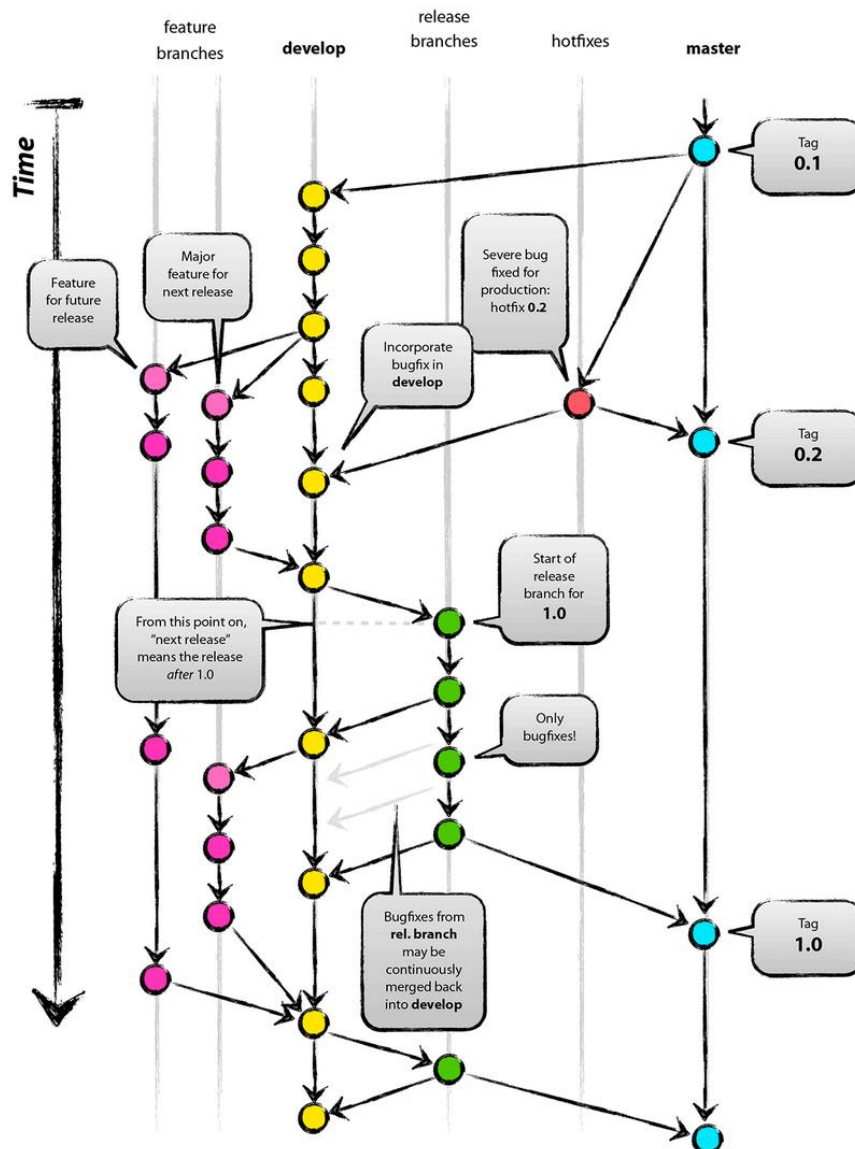 feature
branches
develop
release
branches
hotfixes
master
Time
Tag
0.1
Major
feature for
next release
Severe bug
fixed for
production:
hotfix 0.2
Feature
for future
release
Incorporate
bugfix in
develop
Tag
0.2
Start of
release
branch for
1.0
From this point on,
“next release”
means the release
after 1.0
Only
bugfixes!
Bugfixes from
rel. branch
may be
continuously
merged back
into develop
Tag
1.0